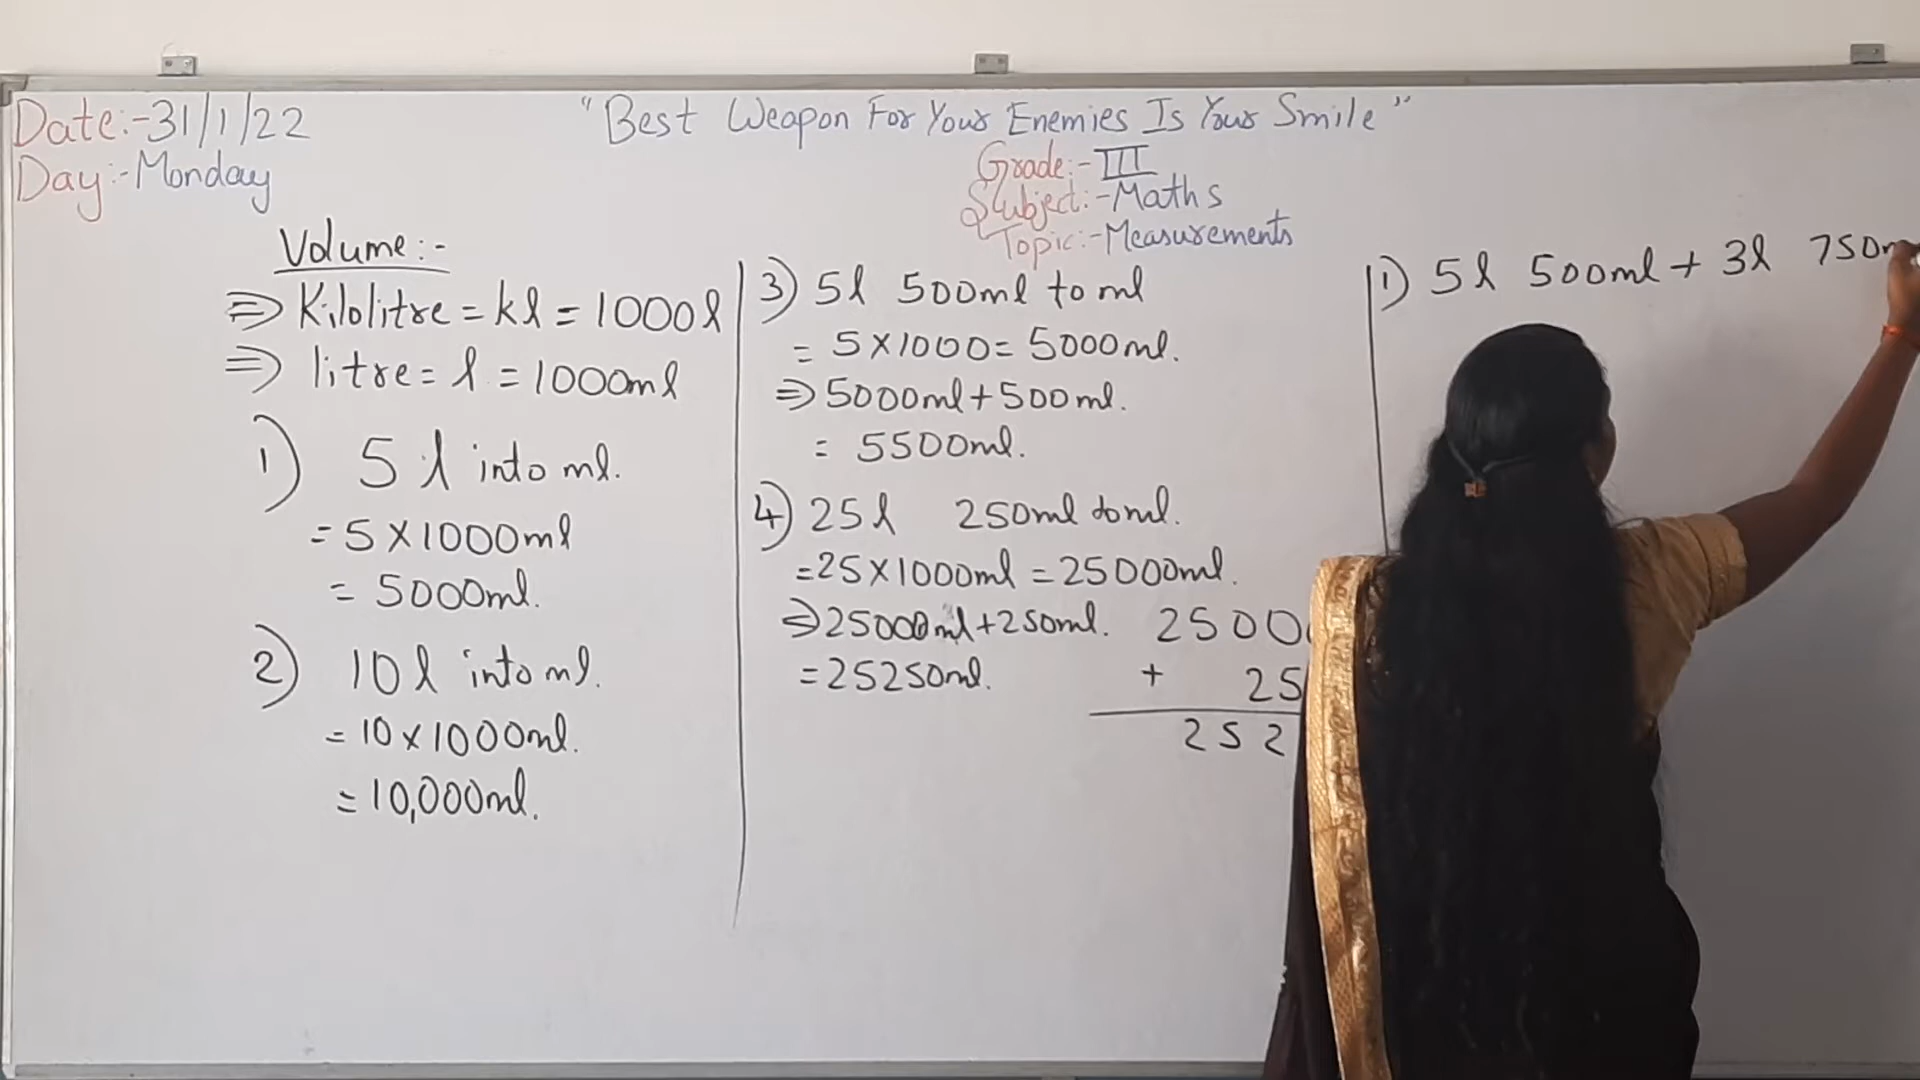 Date:-31/1/22
"Best Weapon For Your Enemies Is Your Smile"
Day:-Monday
Grade:-III
Subject:-Maths
Topic:-Measurements
Volume:-
⇒ Kilolitre = kl = 1000l
⇒ litre = l = 1000ml
1) 5 l into ml.
= 5 × 1000ml
= 5000ml.
2) 10 l into ml.
= 10 × 1000ml.
= 10,000ml.
3) 5l 500ml to ml
= 5 × 1000 = 5000ml.
⇒ 5000ml + 500ml.
= 5500ml.
4) 25l 250ml to ml.
= 25 × 1000ml = 25000ml.
⇒ 25000ml + 250ml.
= 25250ml.
2500
+ 25
252
1) 5l 500ml + 3l 750m